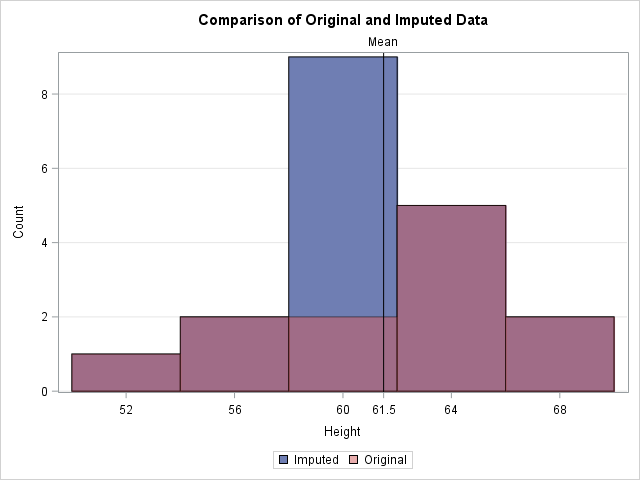 Comparison of Original and Imputed Data
Mean
8
6
4
2
0
Count
52 56 60 61.5 64 68
Height
Imputed Original